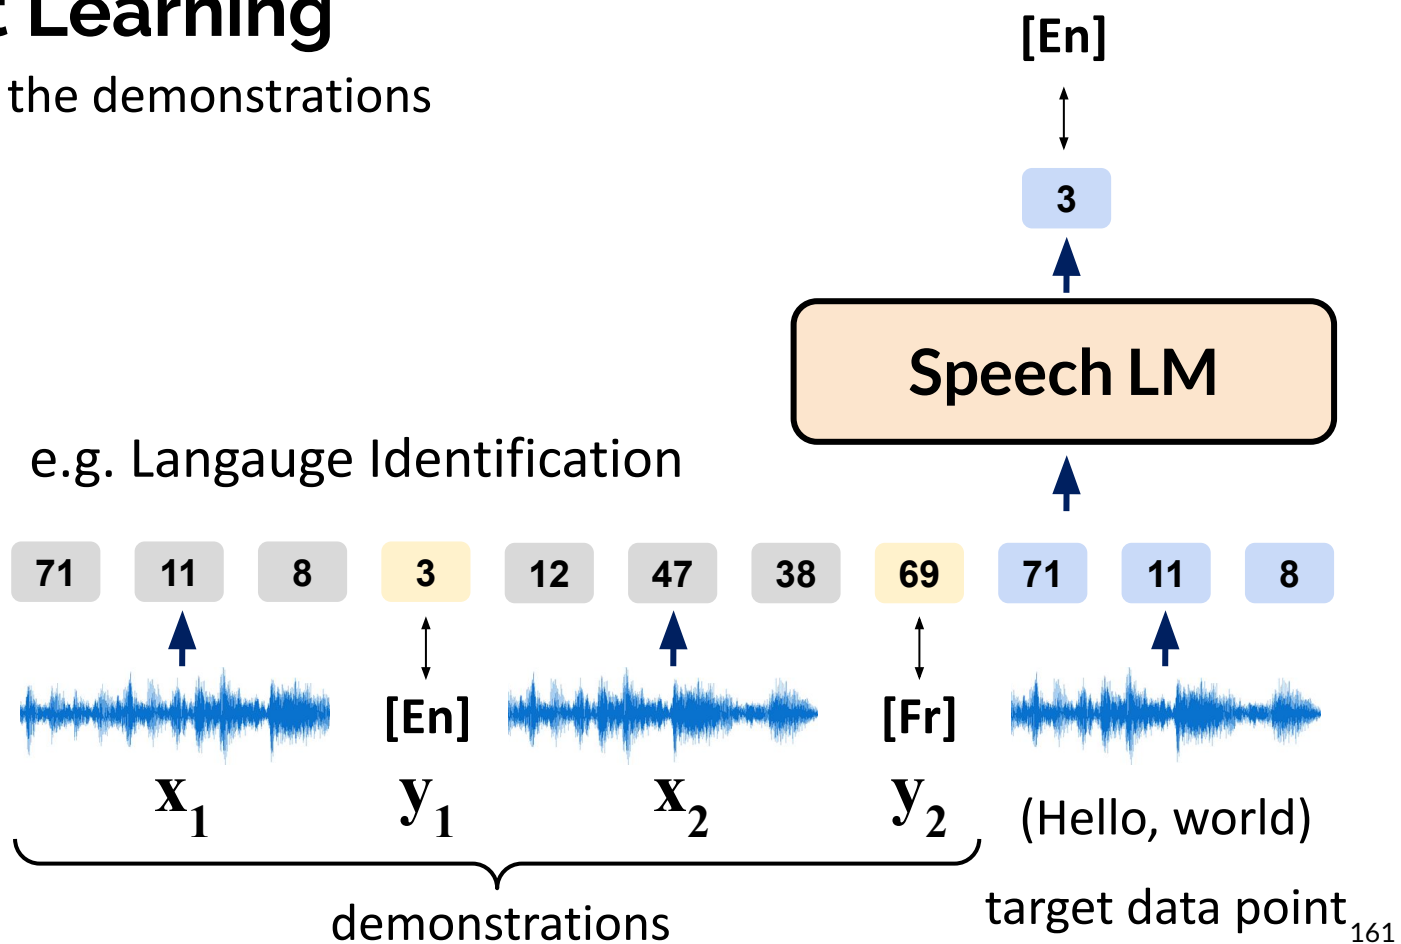 t Learning
the demonstrations
[En]
3
Speech LM
e.g. Langauge Identification
71 11 8 3 12 47 38 69 71 11 8
[En] [Fr]
x1 y1 x2 y2 (Hello, world)
demonstrations
target data point
161